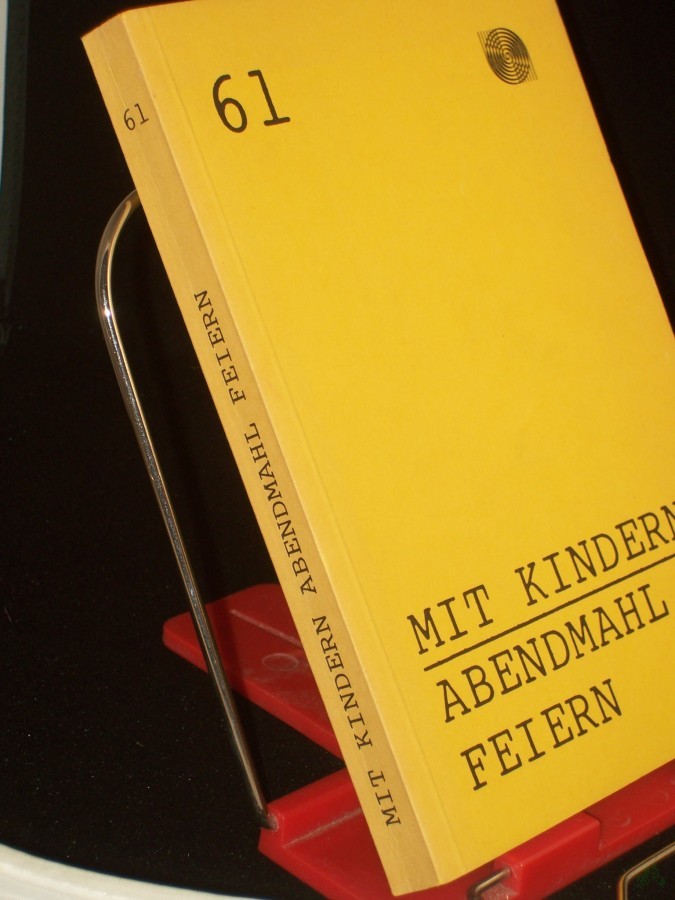 61
MIT KINDERN ABENDMAHL FEIERN
61
MIT KINDERN
ABENDMAHL
FEIERN